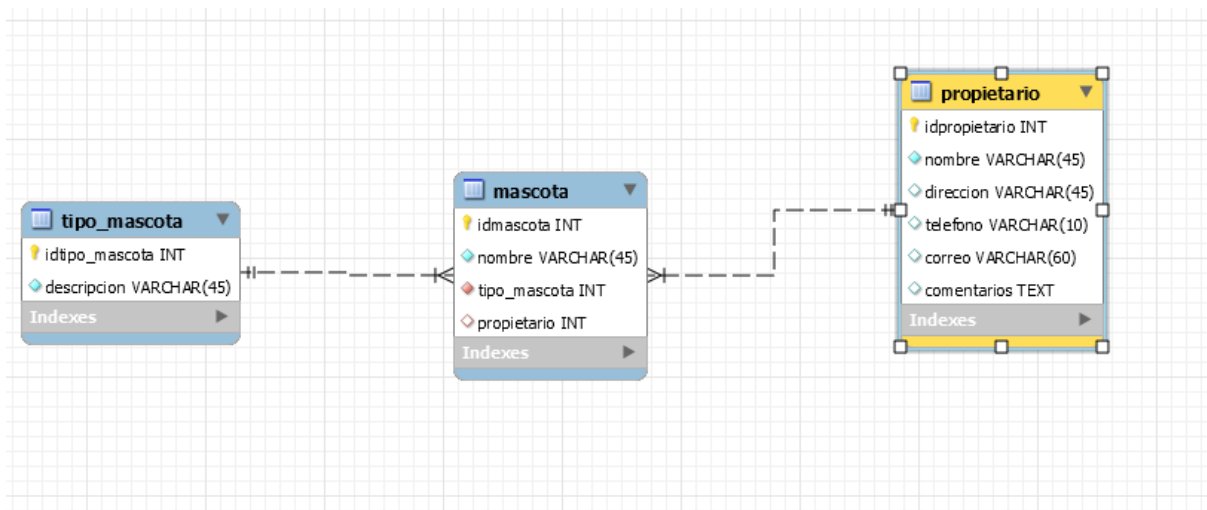 tipo_mascota
idtipo_mascota INT
descripcion VARCHAR(45)
Indexes
mascota
idmascota INT
nombre VARCHAR(45)
tipo_mascota INT
propietario INT
Indexes
propietario
idpropietario INT
nombre VARCHAR(45)
direccion VARCHAR(45)
telefono VARCHAR(10)
correo VARCHAR(60)
comentarios TEXT
Indexes